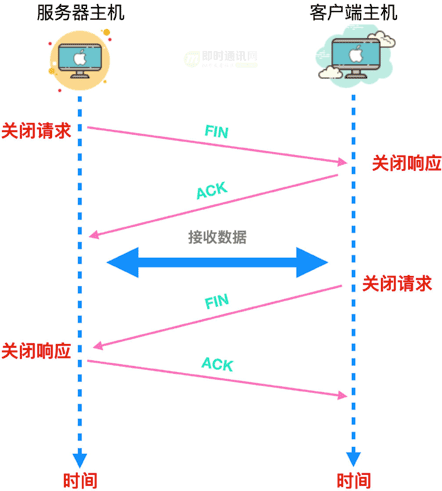 服务器主机
客户端主机
即时通讯网
关闭请求
FIN
关闭响应
ACK
接收数据
关闭请求
FIN
关闭响应
ACK
时间
时间